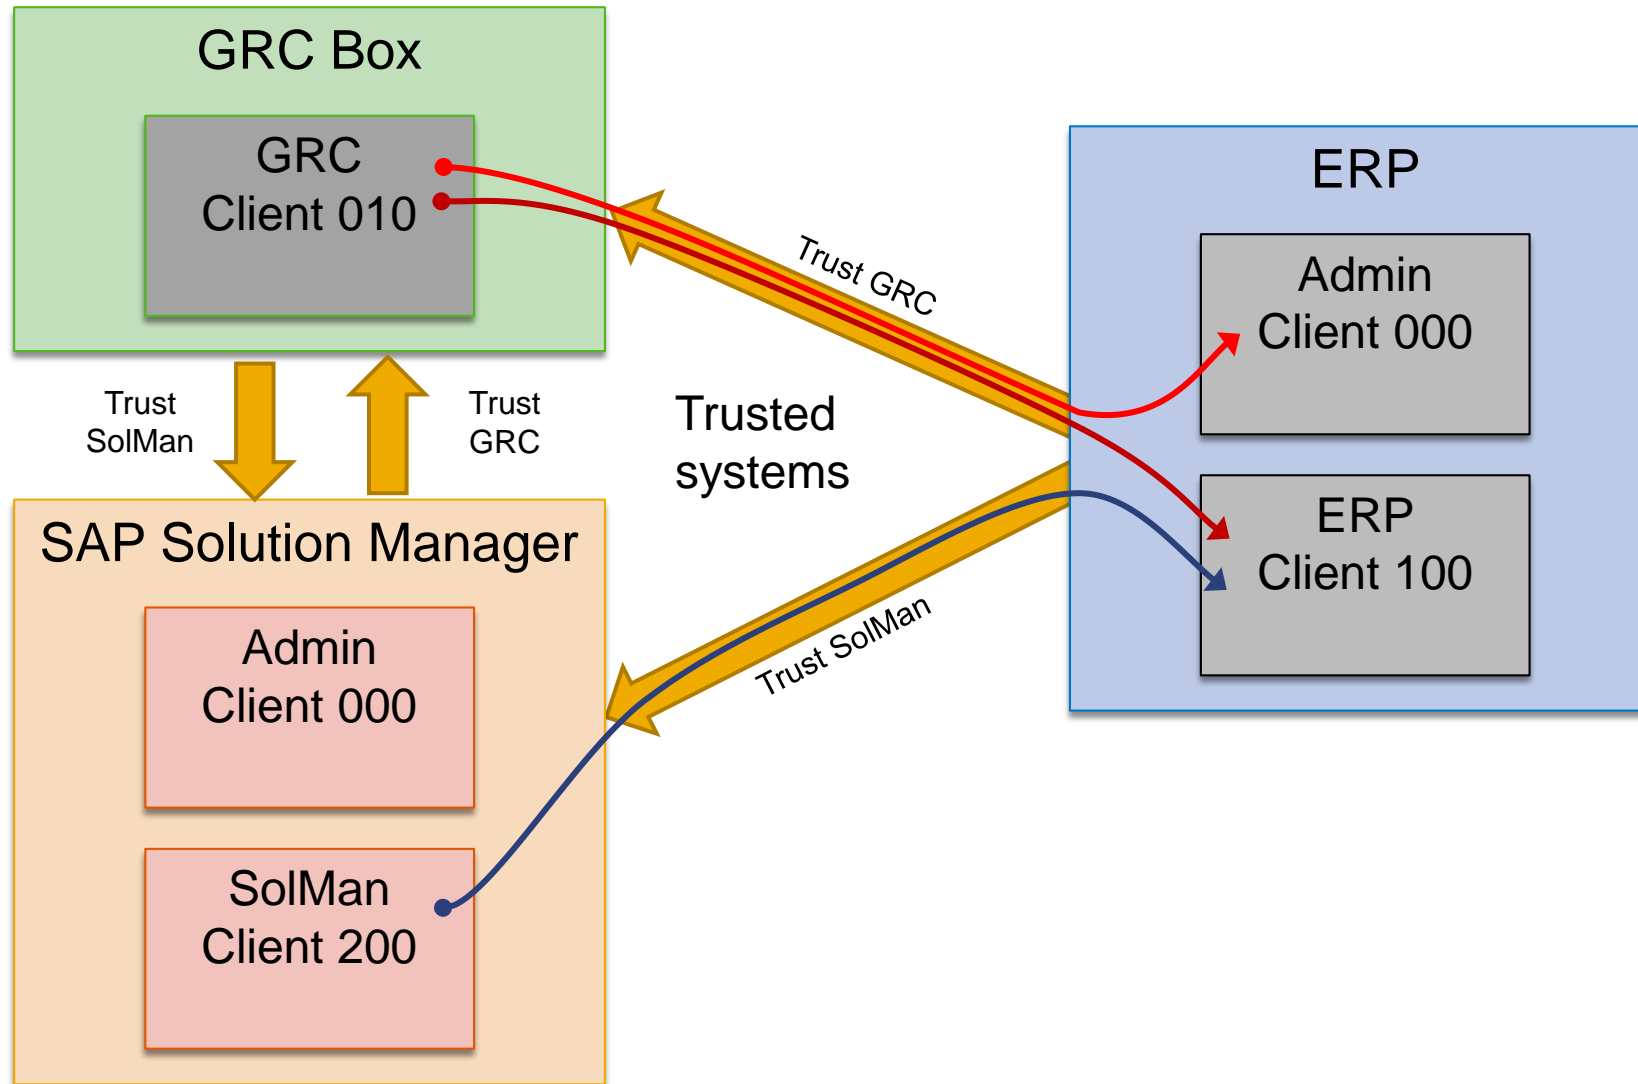 GRC Box
GRC
Client 010
Trust
SolMan
Trust
GRC
SAP Solution Manager
Admin
Client 000
SolMan
Client 200
Trust GRC
Trusted
systems
Trust SolMan
ERP
Admin
Client 000
ERP
Client 100